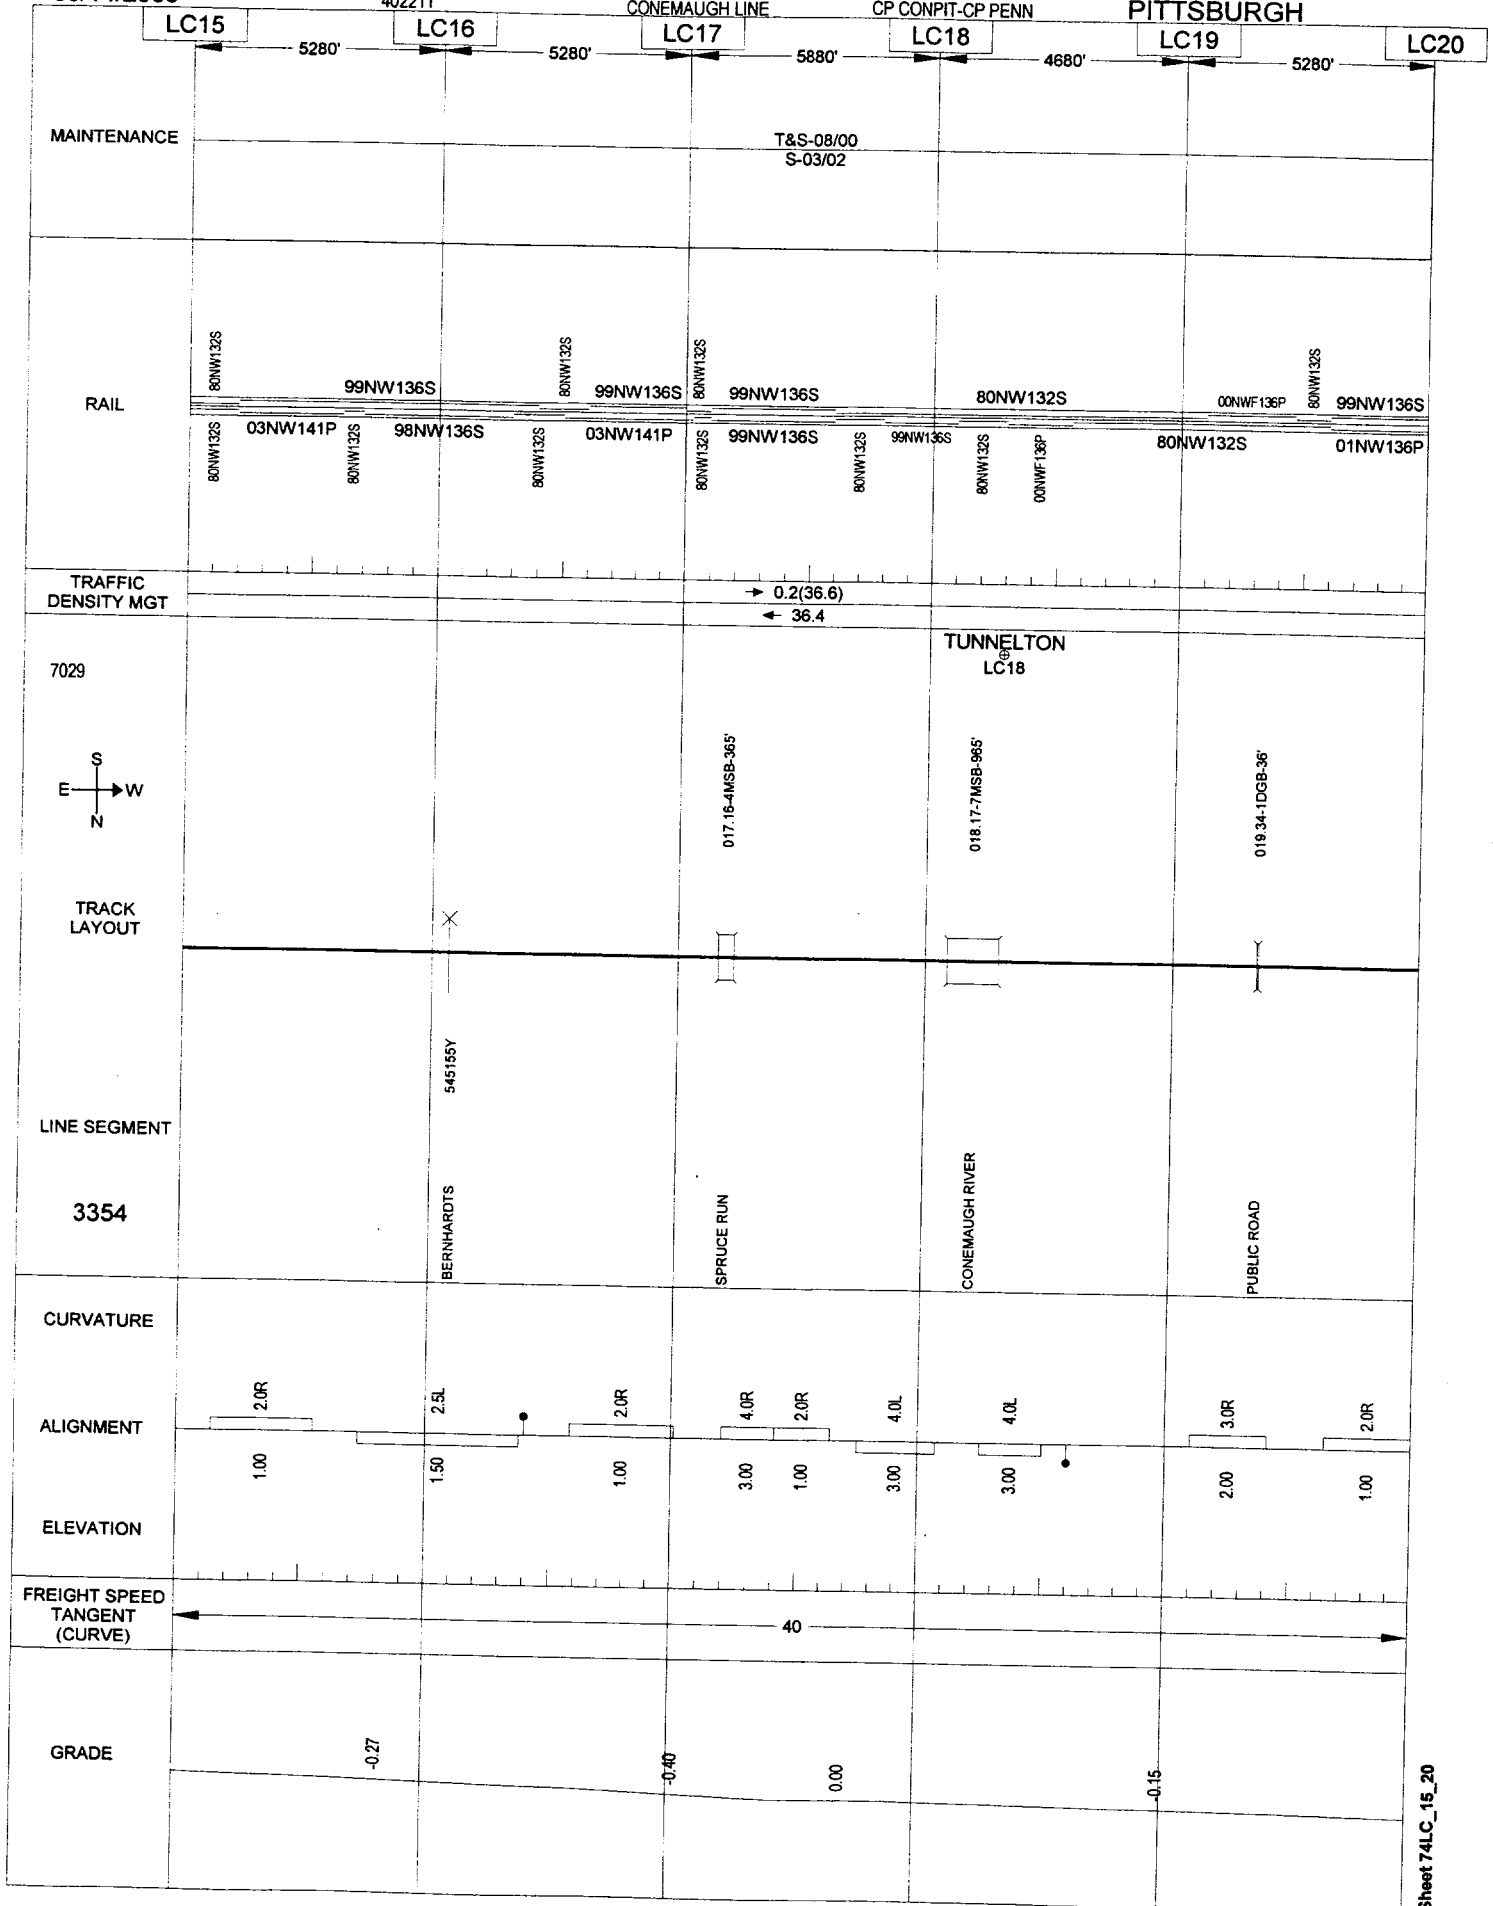 CONEMAUGH LINE
CP CONPIT-CP PENN
PITTSBURGH
LC15
LC16
LC17
LC18
LC19
LC20
5280'
5280'
5880'
4680'
5280'
MAINTENANCE
T&S-08/00
S-03/02
RAIL
80NW132S
99NW136S
80NW132S
99NW136S
80NW132S
99NW136S
80NW132S
00NWF136P
80NW132S
99NW136S
80NW132S
03NW141P
80NW132S
98NW136S
80NW132S
03NW141P
80NW132S
99NW136S
80NW132S
99NW136S
80NW132S
00NWF136P
80NW132S
01NW136P
TRAFFIC
DENSITY MGT
→ 0.2(36.6)
← 36.4
7029
TUNNELTON
LC18
S
E
W
N
017.16-4MSB-365'
018.17-7MSB-965'
019.34-1DGB-36'
TRACK
LAYOUT
545155Y
LINE SEGMENT
3354
BERNHARDTS
SPRUCE RUN
CONEMAUGH RIVER
PUBLIC ROAD
CURVATURE
ALIGNMENT
2.0R
2.5L
2.0R
4.0R
2.0R
4.0L
4.0L
3.0R
2.0R
1.00
1.50
1.00
3.00
1.00
3.00
3.00
2.00
1.00
ELEVATION
FREIGHT SPEED
TANGENT
(CURVE)
40
GRADE
-0.27
-0.40
0.00
-0.15
Sheet 74LC_15_20